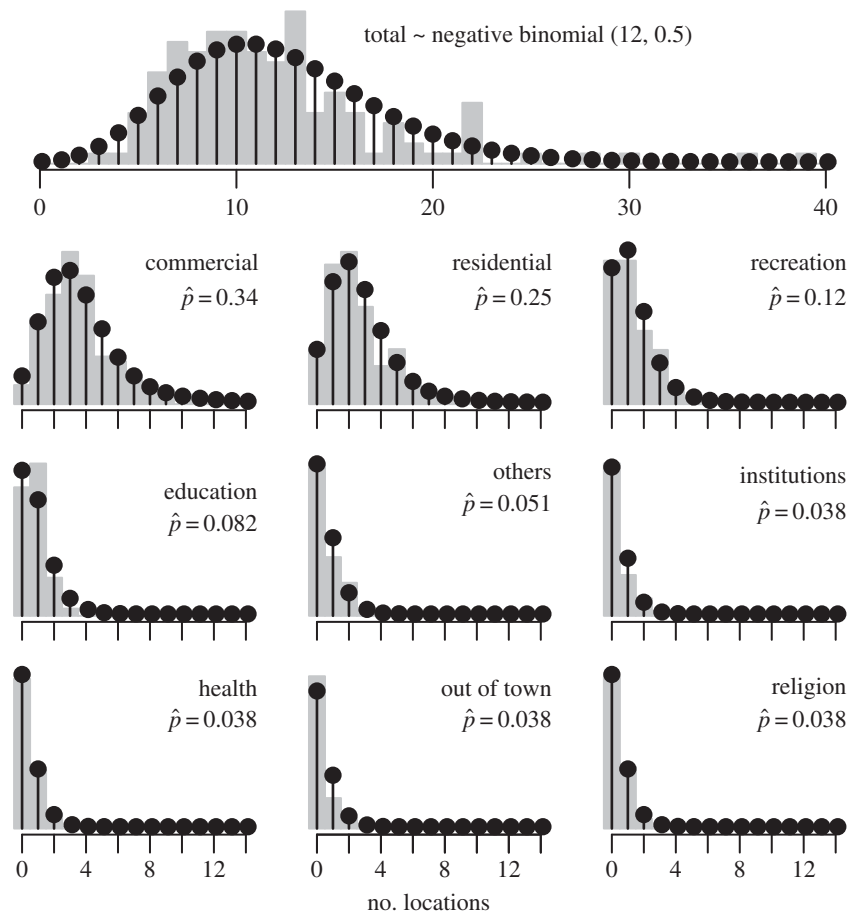 total ~ negative binomial (12, 0.5)
0 10 20 30 40
commercial
p̂ = 0.34
residential
p̂ = 0.25
recreation
p̂ = 0.12
education
p̂ = 0.082
others
p̂ = 0.051
institutions
p̂ = 0.038
health
p̂ = 0.038
out of town
p̂ = 0.038
religion
p̂ = 0.038
0 4 8 12 0 4 8 12 0 4 8 12
no. locations